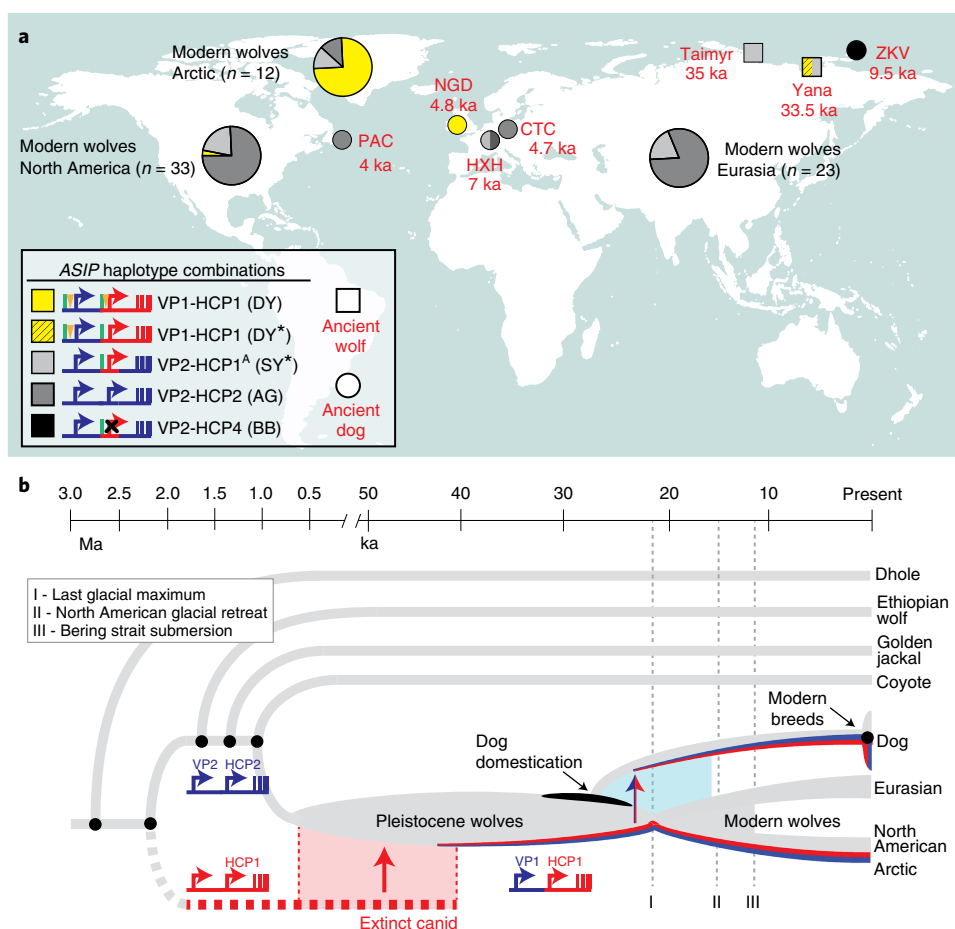 a
Modern wolves
Arctic (n = 12)
Modern wolves
North America (n = 33)
PAC
4 ka
NGD
4.8 ka
CTC
4.7 ka
HXH
7 ka
Taimyr
35 ka
Yana
33.5 ka
ZKV
9.5 ka
Modern wolves
Eurasia (n = 23)
ASIP haplotype combinations
VP1-HCP1 (DY)
VP1-HCP1 (DY*)
VP2-HCP1A (SY*)
VP2-HCP2 (AG)
VP2-HCP4 (BB)
Ancient
wolf
Ancient
dog
b
3.0 2.5 2.0 1.5 1.0 0.5 50 40 30 20 10 Present
Ma ka
I - Last glacial maximum
II - North American glacial retreat
III - Bering strait submersion
Dhole
Ethiopian
wolf
Golden
jackal
Coyote
Modern
breeds
Dog
Dog
domestication
VP2 HCP2
Eurasian
Pleistocene wolves
Modern wolves
North
American
Arctic
HCP1
VP1 HCP1
Extinct canid
I II III